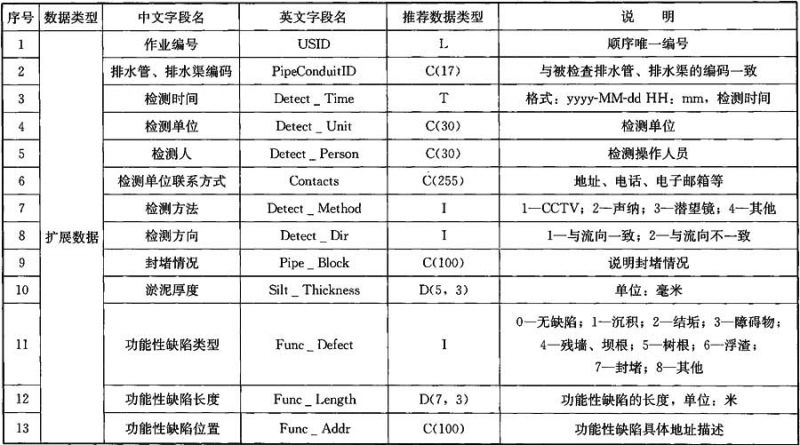 序号 数据类型 中文字段名 英文字段名 推荐数据类型 说 明
1 作业编号 USID L 顺序唯一编号
2 排水管、排水渠编码 PipeConduitID C(17) 与被检查排水管、排水渠的编码一致
3 检测时间 Detect _ Time T 格式：yyyy-MM-dd HH：mm，检测时间
4 检测单位 Detect _ Unit C(30) 检测单位
5 检测人 Detect _ Person C(30) 检测操作人员
6 检测单位联系方式 Contacts C(255) 地址、电话、电子邮箱等
7 检测方法 Detect _ Method I 1—CCTV；2—声纳；3—潜望镜；4—其他
8 扩展数据 检测方向 Detect _ Dir I 1—与流向一致；2—与流向不一致
9 封堵情况 Pipe _ Block C(100) 说明封堵情况
10 淤泥厚度 Silt _ Thickness D(5，3) 单位：毫米
0—无缺陷；1—沉积；2—结垢；3—障碍物；
11 功能性缺陷类型 Func _ Defect I 4—残墙、坝根；5—树根；6—浮渣；
7—封堵；8—其他
12 功能性缺陷长度 Func _ Length D(7，3) 功能性缺陷的长度，单位：米
13 功能性缺陷位置 Func _ Addr C(100) 功能性缺陷具体地址描述